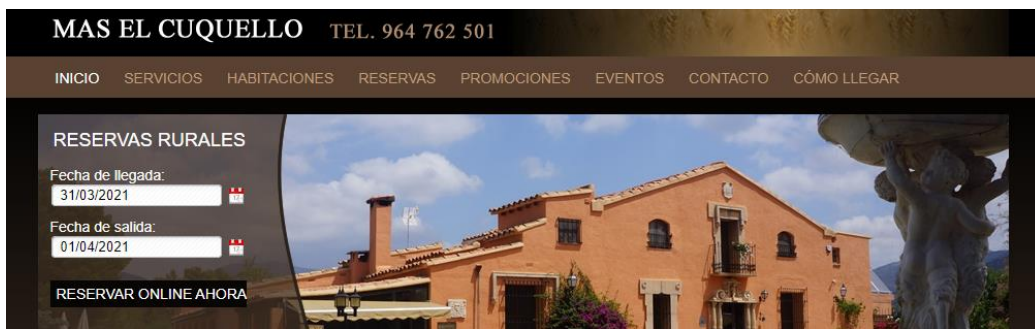 MAS EL CUQUELLO TEL. 964 762 501
INICIO SERVICIOS HABITACIONES RESERVAS PROMOCIONES EVENTOS CONTACTO CÓMO LLEGAR
RESERVAS RURALES
Fecha de llegada:
31/03/2021
Fecha de salida:
01/04/2021
RESERVAR ONLINE AHORA